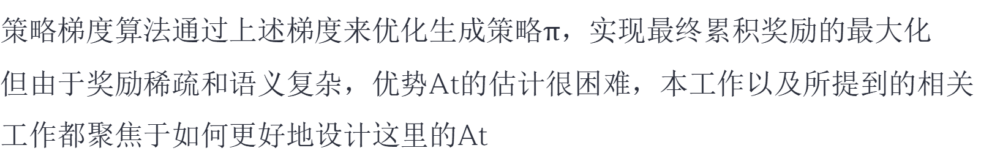 策略梯度算法通过上述梯度来优化生成策略π，实现最终累积奖励的最大化
但由于奖励稀疏和语义复杂，优势At的估计很困难，本工作以及所提到的相关
工作都聚焦于如何更好地设计这里的At